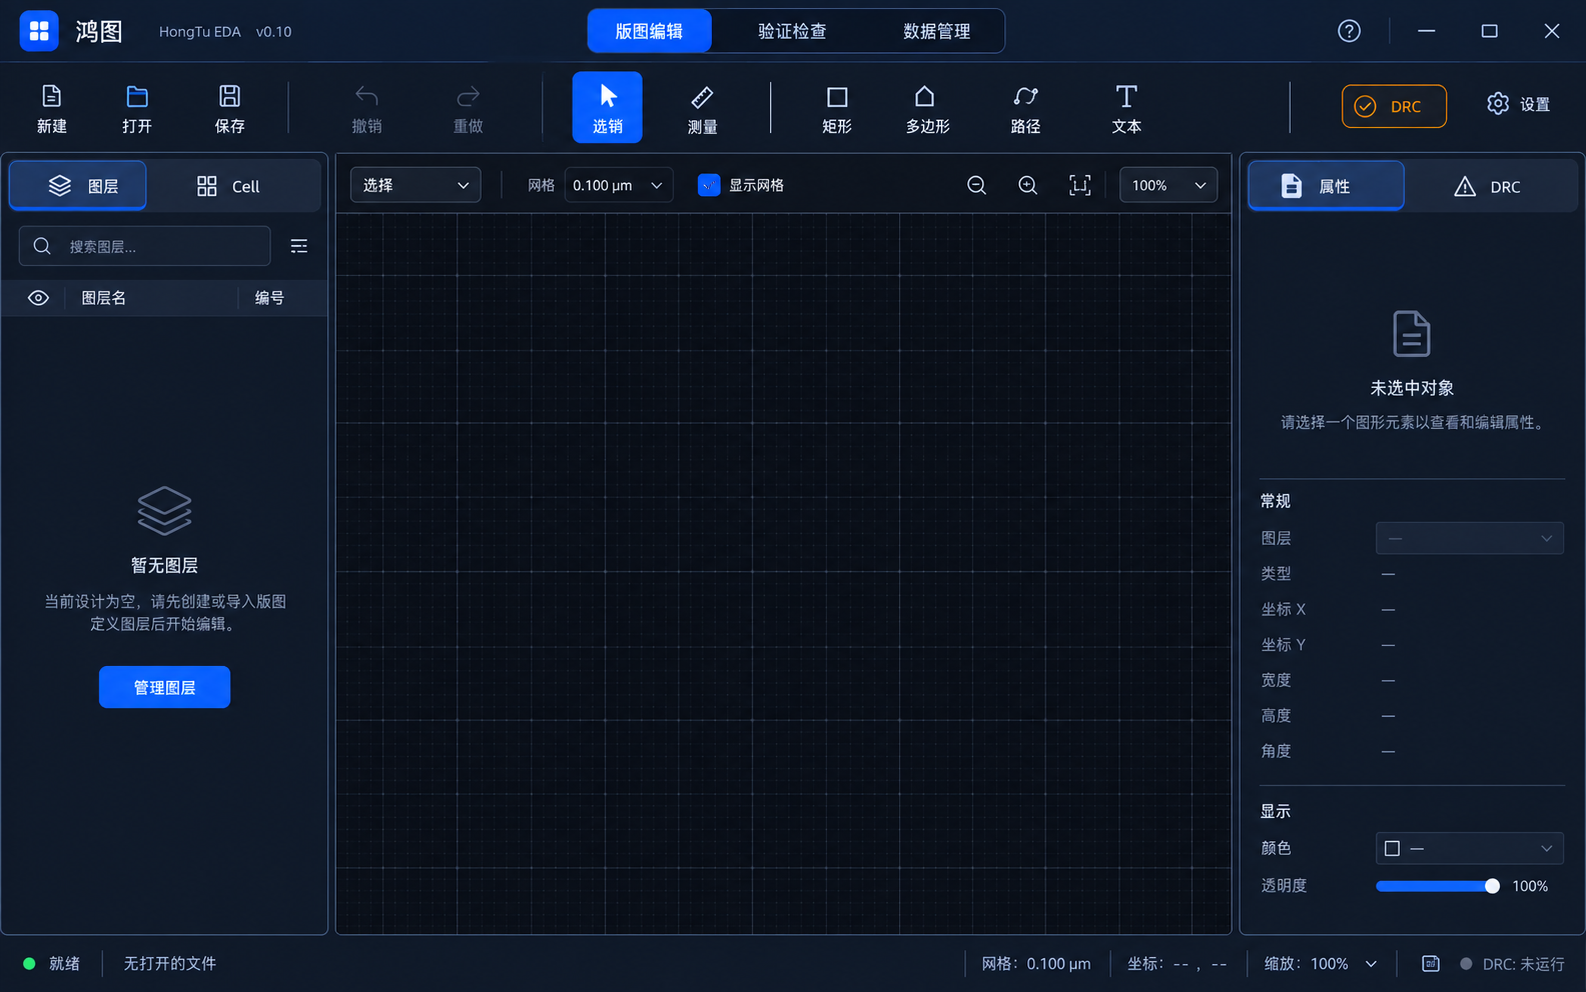 鸿图 HongTu EDA v0.10
版图编辑 验证检查 数据管理
新建 打开 保存 撤销 重做 选销 测量 矩形 多边形 路径 文本 DRC 设置
图层 Cell
搜索图层...
图层名 编号
暂无图层
当前设计为空，请先创建或导入版图
定义图层后开始编辑。
管理图层
选择 网格 0.100 µm 显示网格 100%
属性 DRC
未选中对象
请选择一个图形元素以查看和编辑属性。
常规
图层 —
类型 —
坐标 X —
坐标 Y —
宽度 —
高度 —
角度 —
显示
颜色 —
透明度 100%
就绪 无打开的文件 网格：0.100 µm 坐标：-- , -- 缩放：100% DRC: 未运行